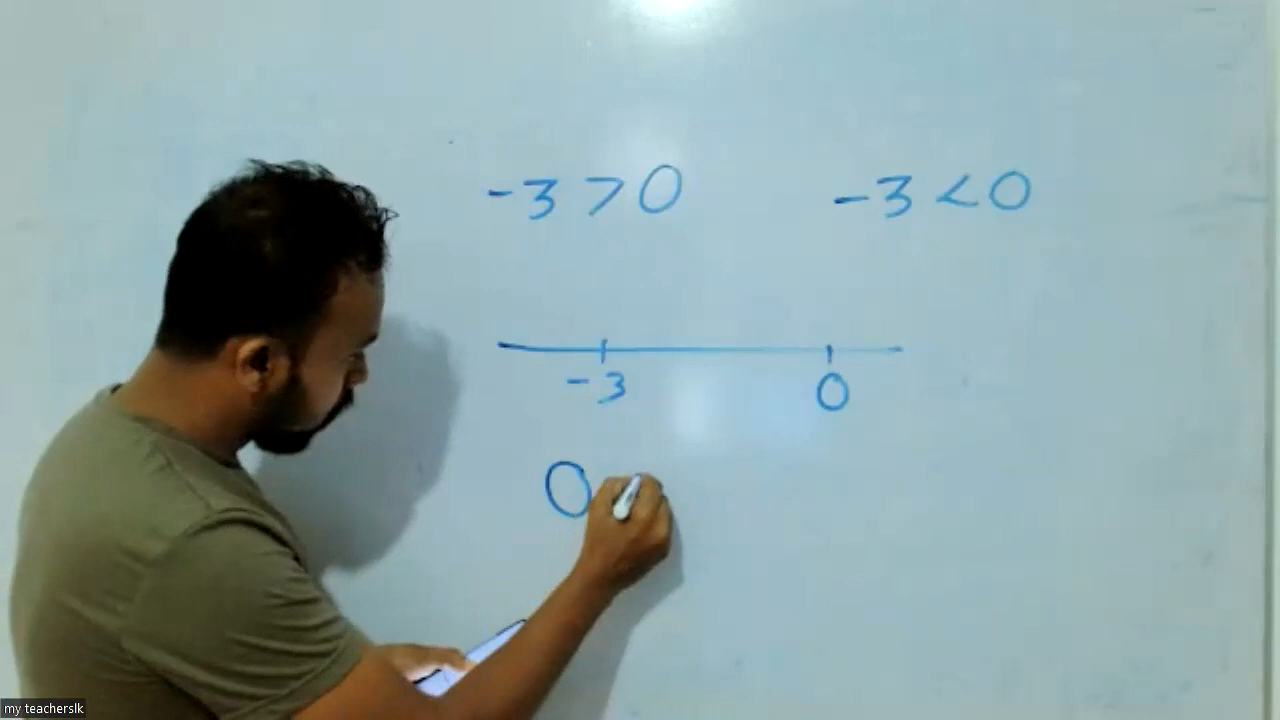 -3 > 0 -3 < 0
-3 0
0
my teacherslk